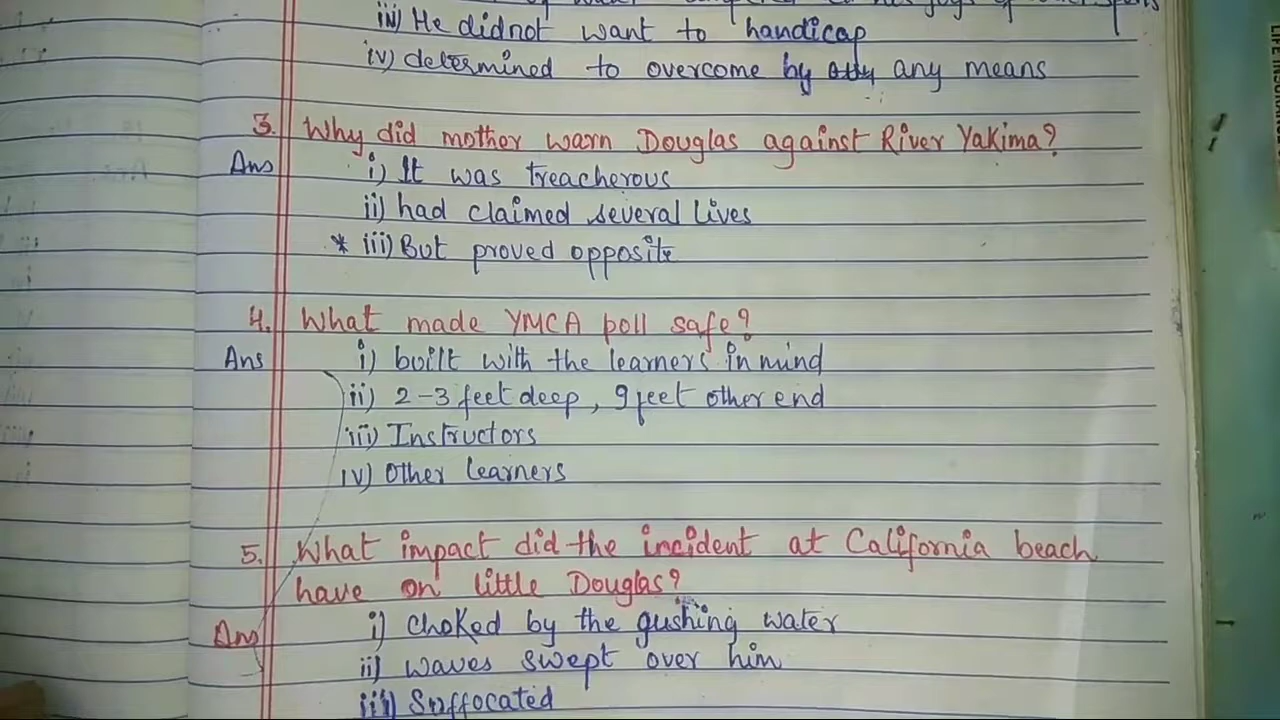 iii) He didnot want to handicap
iv) determined to overcome by any means
3. Why did mother warn Douglas against River Yakima?
Ans i) It was treacherous
ii) had claimed several lives
* iii) But proved opposite
4. What made YMCA poll safe?
Ans i) built with the learners in mind
ii) 2-3 feet deep, 9 feet other end
iii) Instructors
iv) Other learners
5. What impact did the incident at California beach
have on little Douglas?
Ans i) choked by the gushing water
ii) waves swept over him
iii) Suffocated